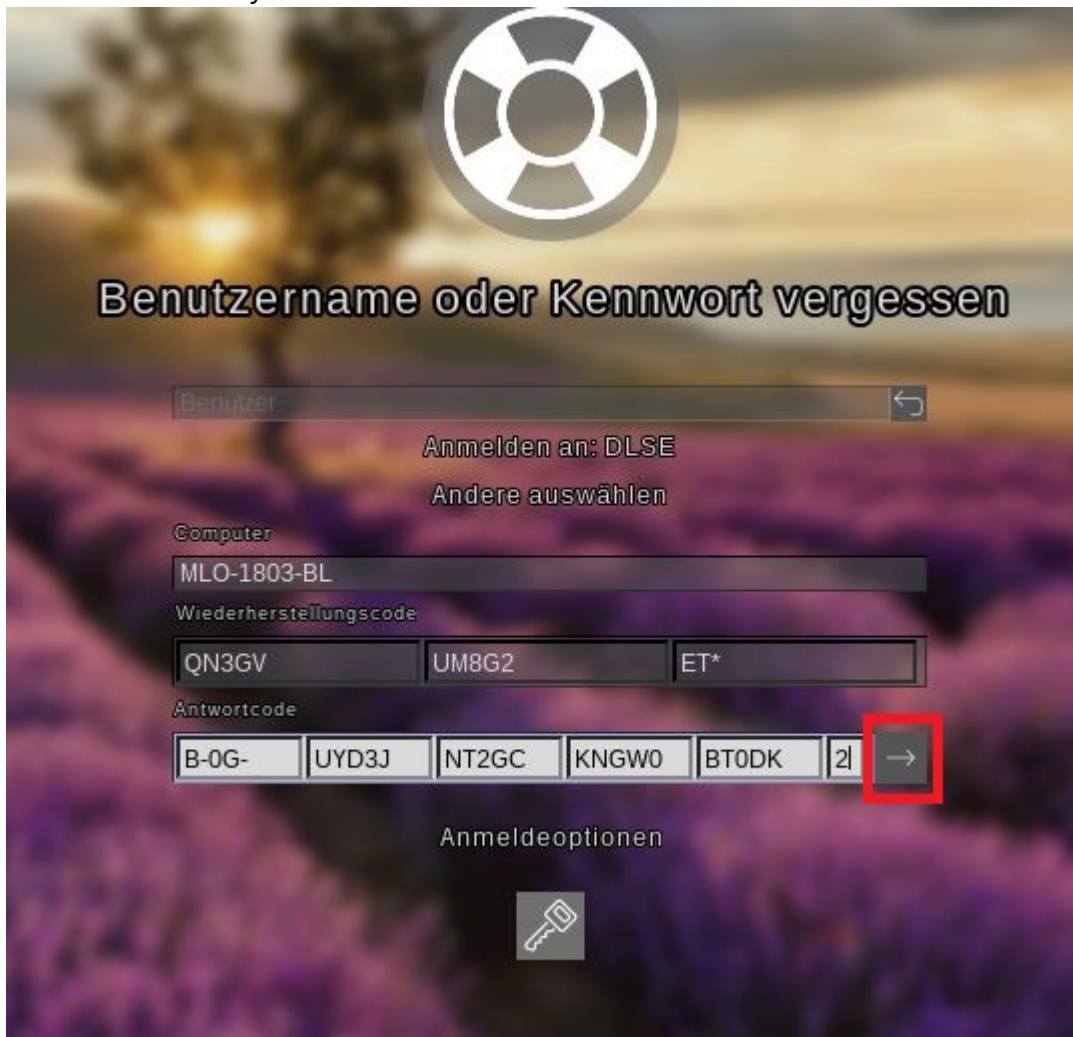 Benutzername oder Kennwort vergessen
Benutzer
Anmelden an: DLSE
Andere auswählen
Computer
MLO-1803-BL
Wiederherstellungscode
QN3GV UM8G2 ET*
Antwortcode
B-0G- UYD3J NT2GC KNGW0 BT0DK 2
Anmeldeoptionen